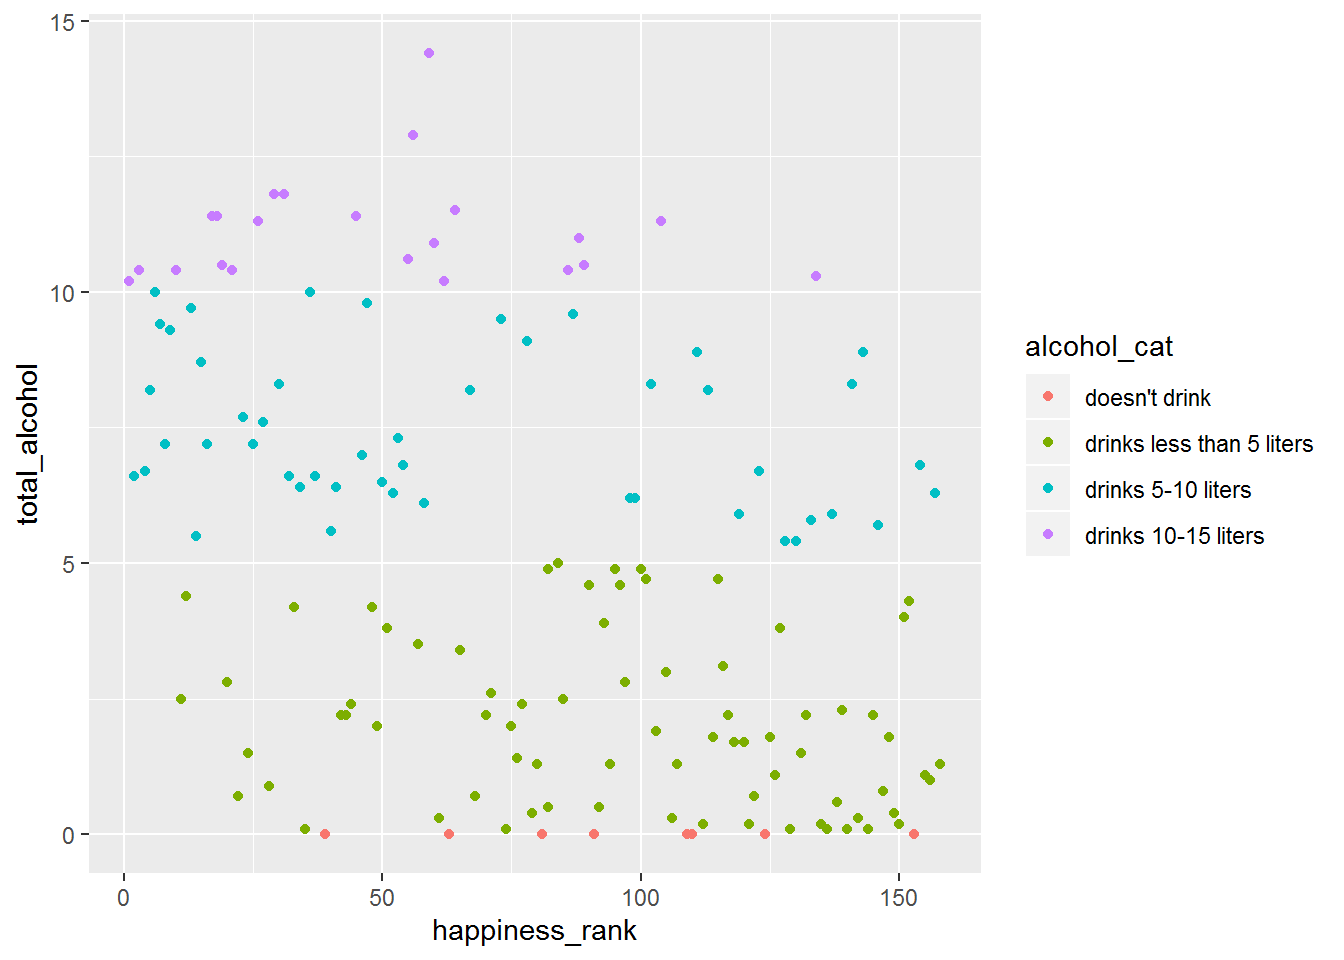 15
10
5
0
total_alcohol
0 50 100 150
happiness_rank
alcohol_cat
doesn't drink
drinks less than 5 liters
drinks 5-10 liters
drinks 10-15 liters